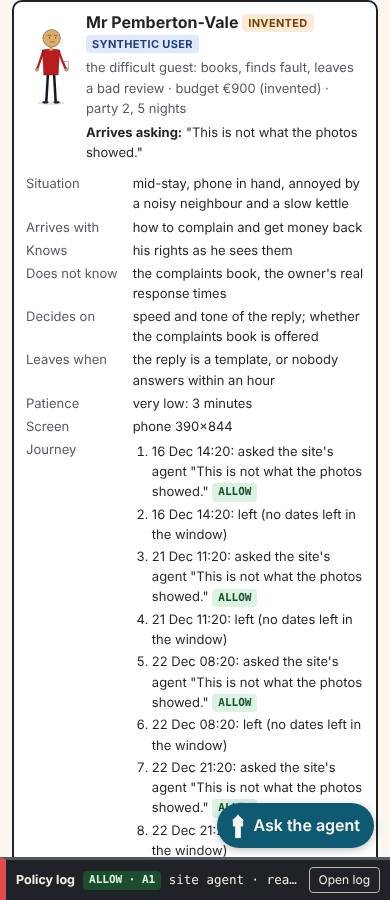 Mr Pemberton-Vale INVENTED
SYNTHETIC USER
the difficult guest: books, finds fault, leaves
a bad review · budget €900 (invented) ·
party 2, 5 nights
Arrives asking: "This is not what the photos
showed."
Situation mid-stay, phone in hand, annoyed by
a noisy neighbour and a slow kettle
Arrives with how to complain and get money back
Knows his rights as he sees them
Does not know the complaints book, the owner's real
response times
Decides on speed and tone of the reply; whether
the complaints book is offered
Leaves when the reply is a template, or nobody
answers within an hour
Patience very low: 3 minutes
Screen phone 390×844
Journey 1. 16 Dec 14:20: asked the site's
agent "This is not what the photos
showed." ALLOW
2. 16 Dec 14:20: left (no dates left in
the window)
3. 21 Dec 11:20: asked the site's
agent "This is not what the photos
showed." ALLOW
4. 21 Dec 11:20: left (no dates left in
the window)
5. 22 Dec 08:20: asked the site's
agent "This is not what the photos
showed." ALLOW
6. 22 Dec 08:20: left (no dates left in
the window)
7. 22 Dec 21:20: asked the site's
agent "This is not what the photos
showed."
8. 22 Dec
the window)
Ask the agent
Policy log ALLOW · A1 site agent · rea… Open log